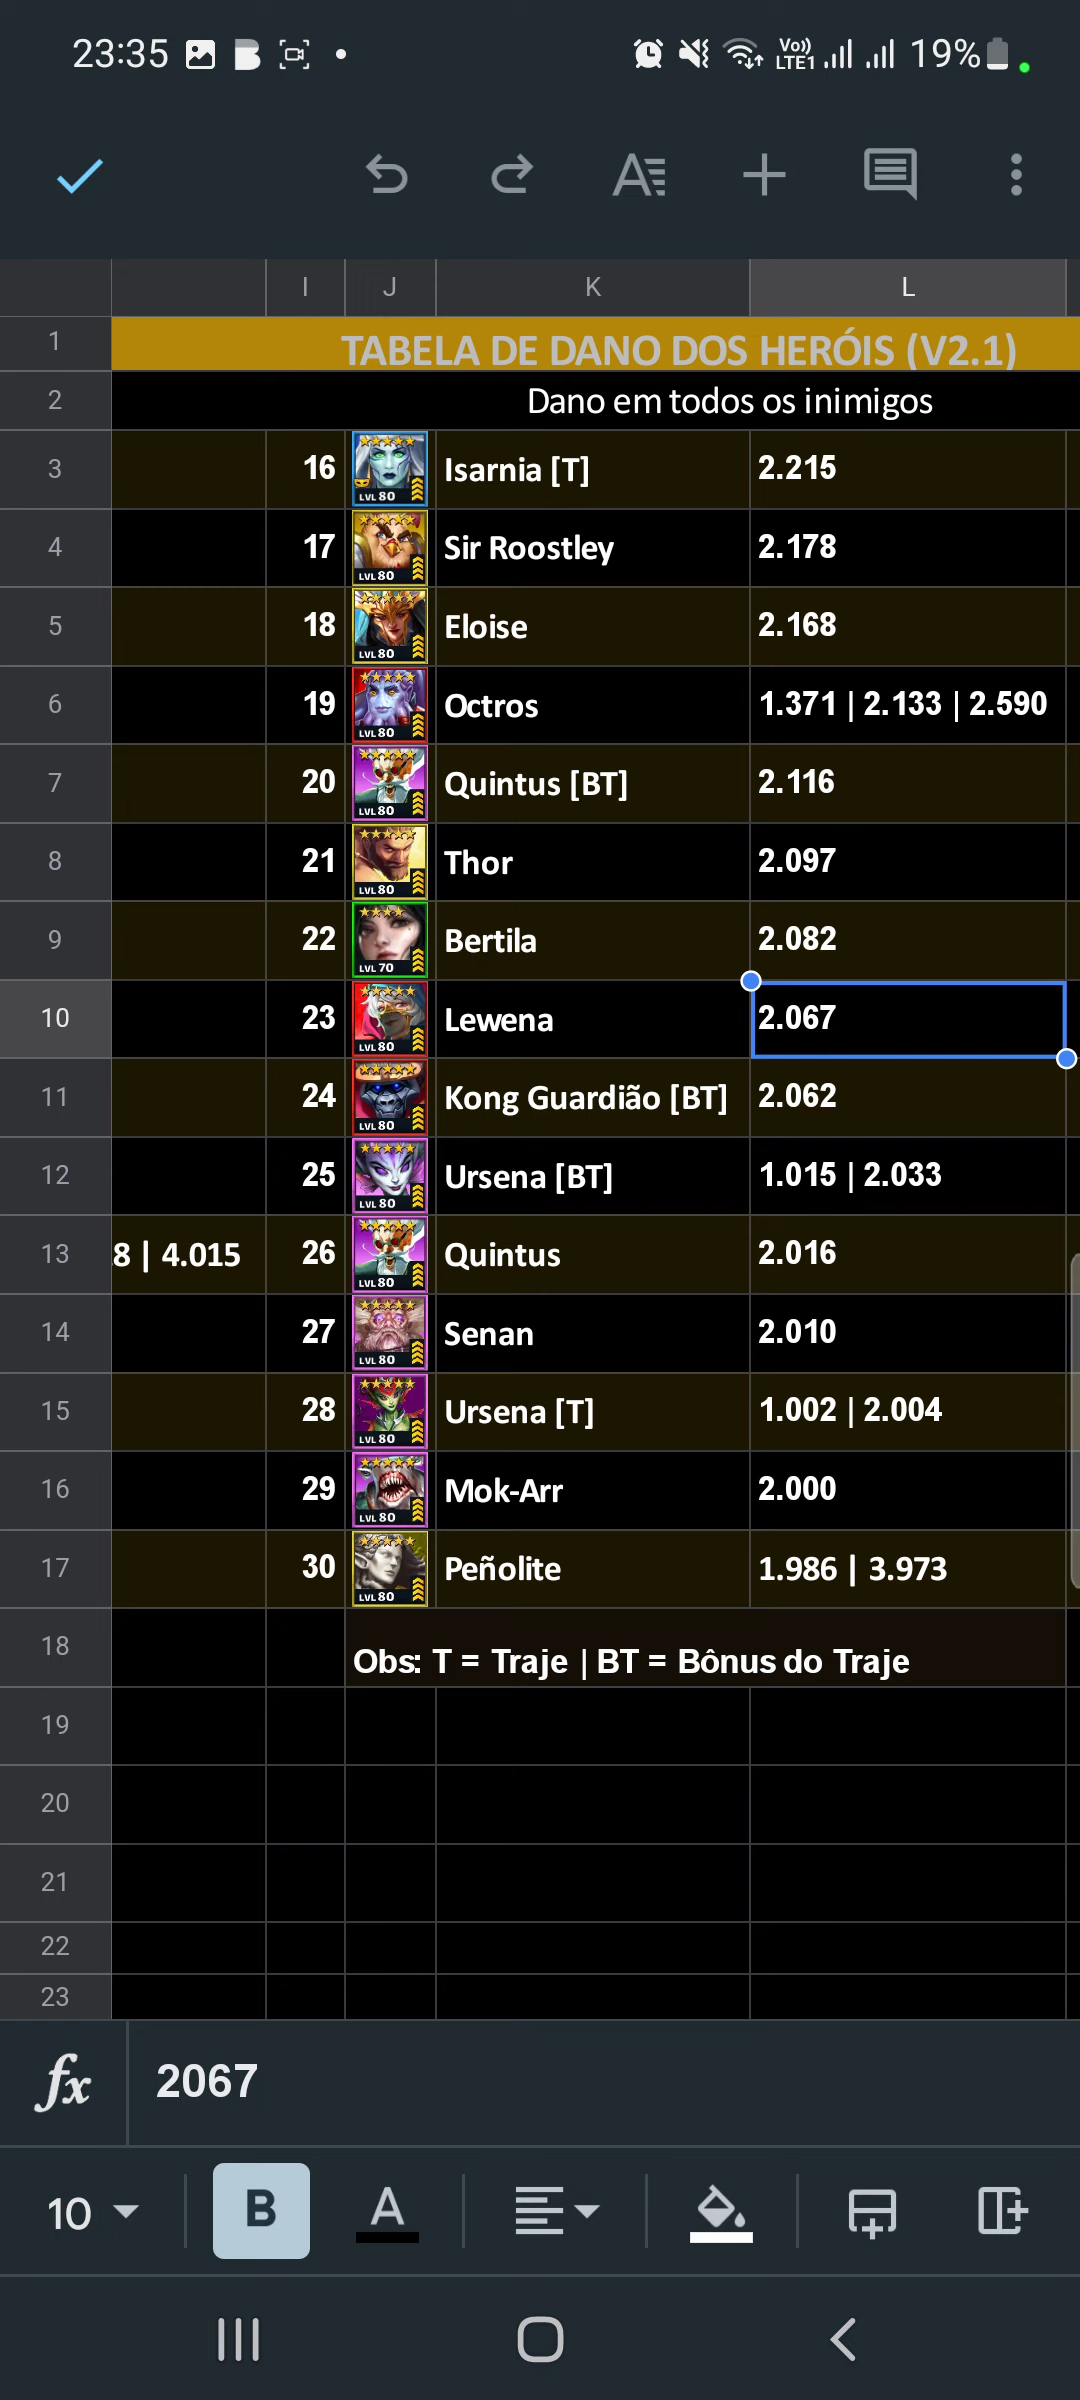 23:35 Vo)) LTE1 19%
I J K L
1 TABELA DE DANO DOS HERÓIS (V2.1)
2 Dano em todos os inimigos
3 16 LVL 80 Isarnia [T] 2.215
4 17 LVL 80 Sir Roostley 2.178
5 18 LVL 80 Eloise 2.168
6 19 LVL 80 Octros 1.371 | 2.133 | 2.590
7 20 LVL 80 Quintus [BT] 2.116
8 21 LVL 80 Thor 2.097
9 22 LVL 70 Bertila 2.082
10 23 LVL 80 Lewena 2.067
11 24 LVL 80 Kong Guardião [BT] 2.062
12 25 LVL 80 Ursena [BT] 1.015 | 2.033
13 8 | 4.015 26 LVL 80 Quintus 2.016
14 27 LVL 80 Senan 2.010
15 28 LVL 80 Ursena [T] 1.002 | 2.004
16 29 LVL 80 Mok-Arr 2.000
17 30 LVL 80 Peñolite 1.986 | 3.973
18 Obs: T = Traje | BT = Bônus do Traje
19
20
21
22
23
fx 2067
10 B A